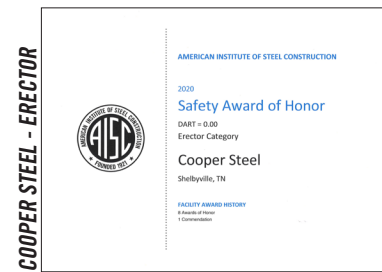 COOPER STEEL - ERECTOR
AMERICAN INSTITUTE OF STEEL CONSTRUCTION
FOUNDED 1921
AISC
AMERICAN INSTITUTE OF STEEL CONSTRUCTION
2020
Safety Award of Honor
DART = 0.00
Erector Category
Cooper Steel
Shelbyville, TN
FACILITY AWARD HISTORY
8 Awards of Honor
1 Commendation